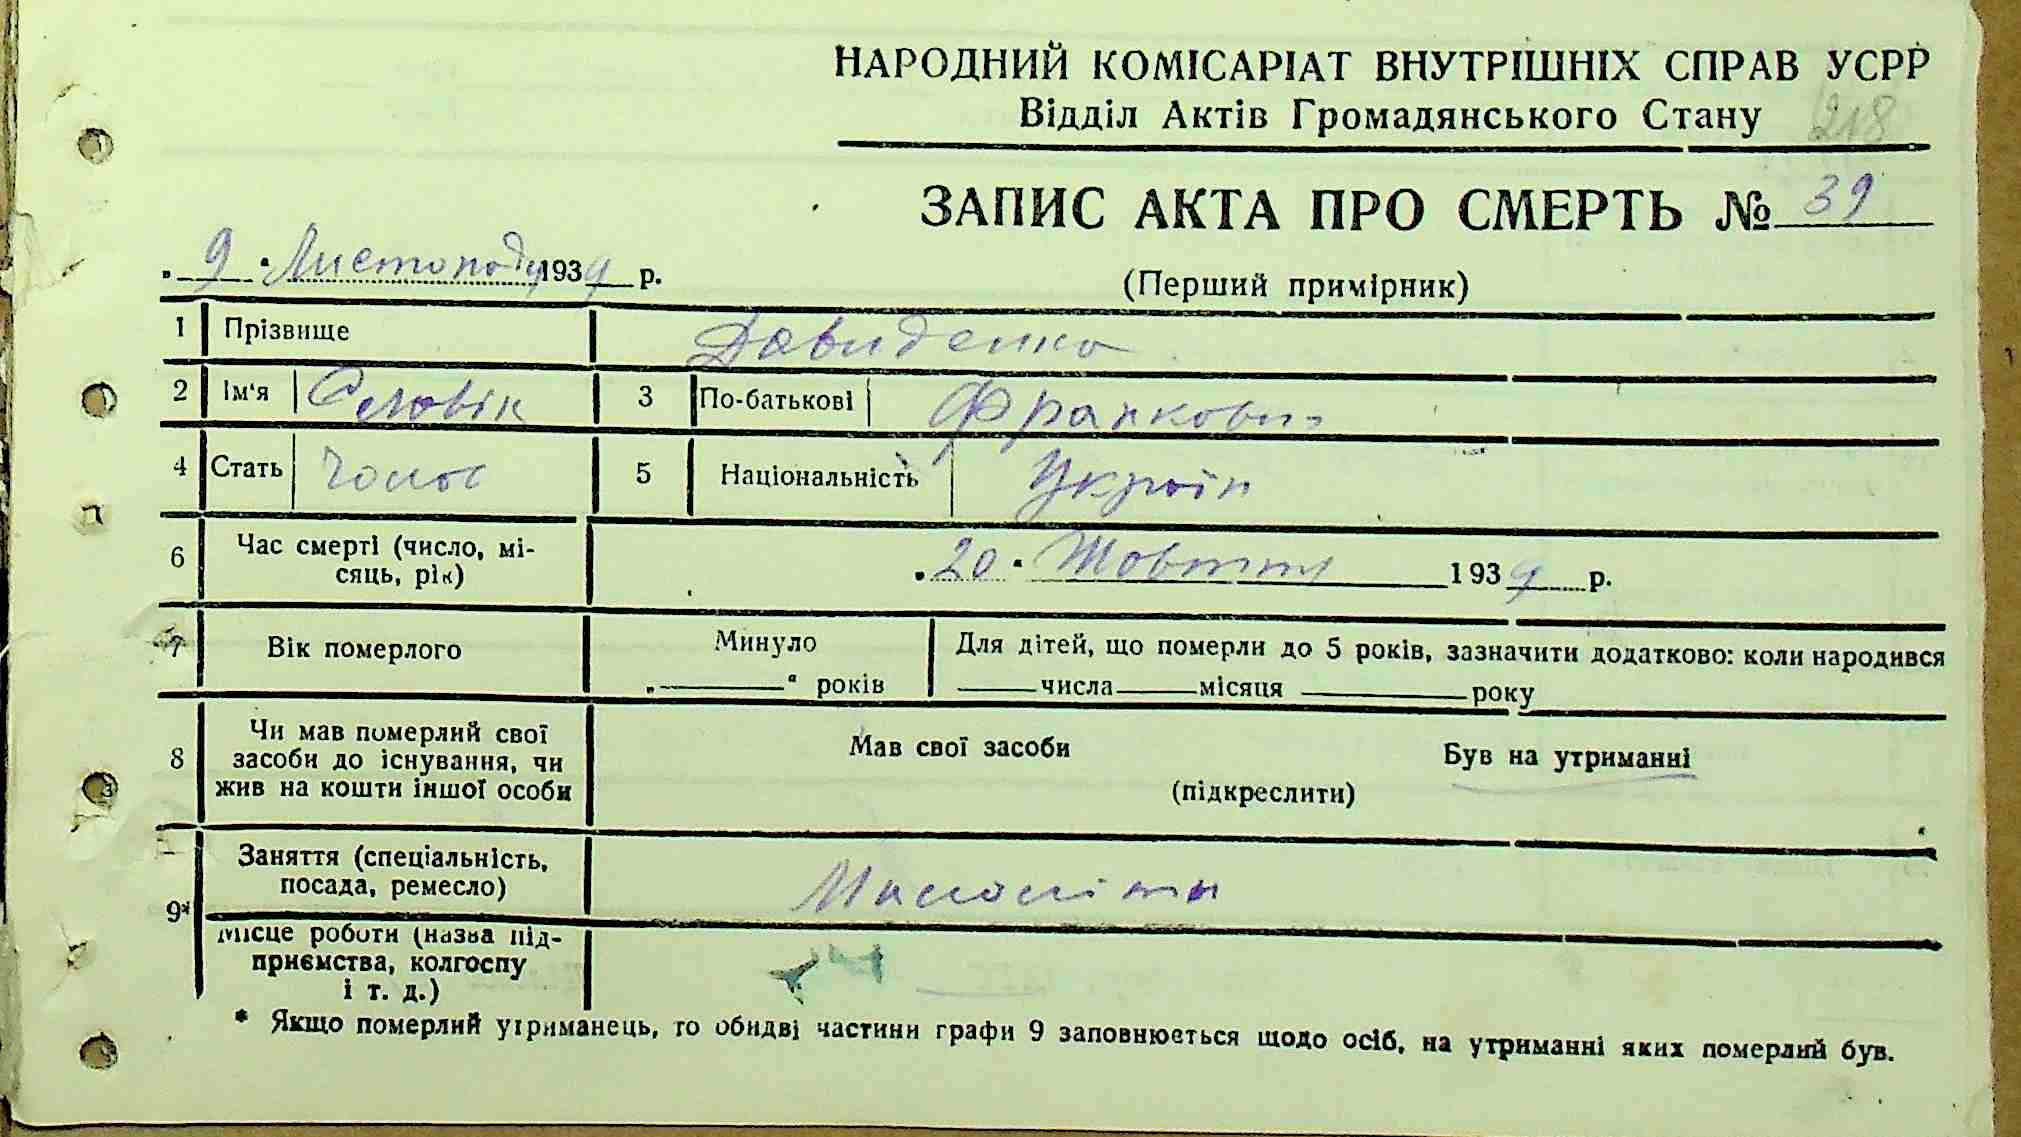 НАРОДНИЙ КОМІСАРІАТ ВНУТРІШНІХ СПРАВ УСРР
Відділ Актів Громадянського Стану 218
ЗАПИС АКТА ПРО СМЕРТЬ № 39
„9" Листопаду 1939 р.
(Перший примірник)
1 Прізвище Давиденко
2 Ім'я 3 По-батькові
4 Стать Чолов 5 Національність Україн
6 Час смерті (число, мі-
сяць, рік) „20" Жовтня 1939 р.
7 Вік померлого Минуло „ " років Для дітей, що померли до 5 років, зазначити додатково: коли народився
числа місяця року
8 Чи мав померлий свої
засоби до існування, чи
жив на кошти іншої особи
Мав свої засоби Був на утриманні
(підкреслити)
9* Заняття (спеціальність,
посада, ремесло) Малоліти
Місце роботи (назва під-
приємства, колгоспу
і т. д.)
* Якщо померлий утриманець, то обидві частини графи 9 заповнюється щодо осіб, на утриманні яких померлий був.